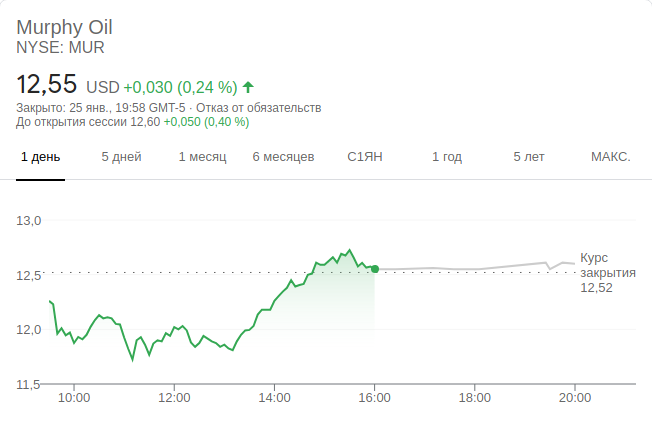 Murphy Oil
NYSE: MUR
12,55 USD +0,030 (0,24 %)
Закрыто: 25 янв., 19:58 GMT-5 · Отказ от обязательств
До открытия сессии 12,60 +0,050 (0,40 %)
1 день 5 дней 1 месяц 6 месяцев С1ЯН 1 год 5 лет МАКС.
13,0
12,5
12,0
11,5
Курс
закрытия
12,52
10:00 12:00 14:00 16:00 18:00 20:00